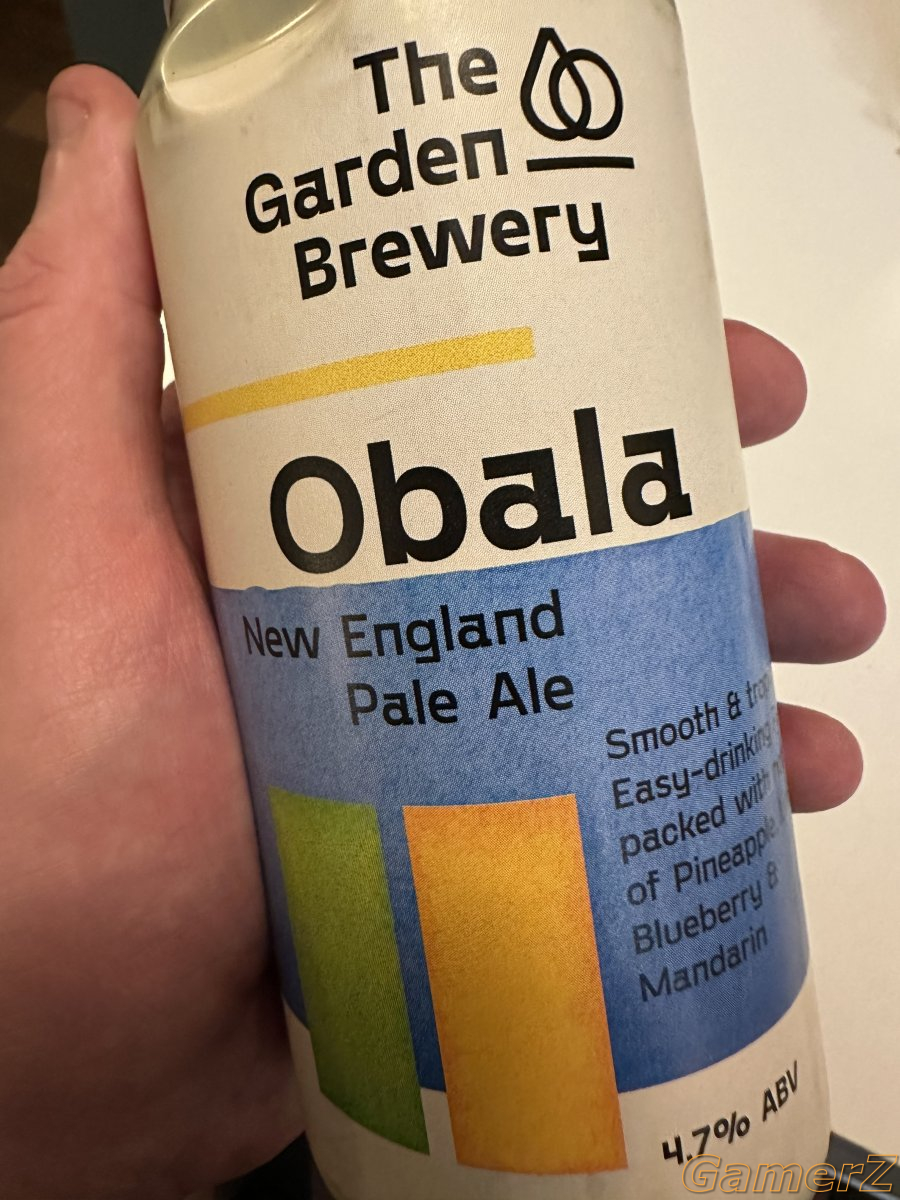 The
Garden
Brewery
Obala
New England
Pale Ale
Smooth &
Easy-drinking
packed with
of Pineapple
Blueberry &
Mandarin
4.7% ABV
GamerZ